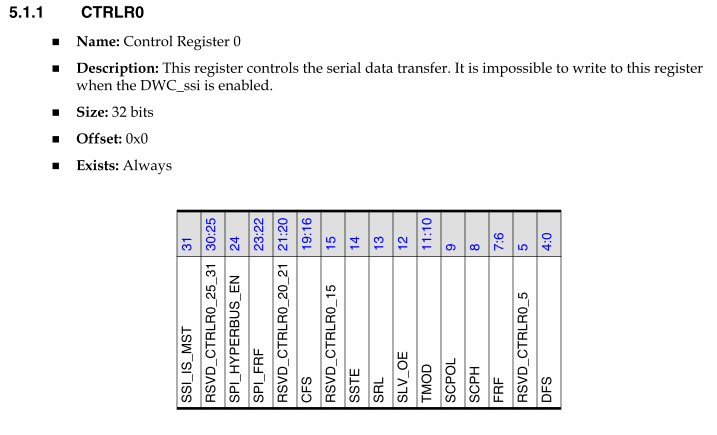 5.1.1 CTRLR0
■ Name: Control Register 0
■ Description: This register controls the serial data transfer. It is impossible to write to this register
when the DWC_ssi is enabled.
■ Size: 32 bits
■ Offset: 0x0
■ Exists: Always
31 30:25 24 23:22 21:20 19:16 15 14 13 12 11:10 9 8 7:6 5 4:0
SSI_IS_MST RSVD_CTRLR0_25_31 SPI_HYPERBUS_EN SPI_FRF RSVD_CTRLR0_20_21 CFS RSVD_CTRLR0_15 SSTE SRL SLV_OE TMOD SCPOL SCPH FRF RSVD_CTRLR0_5 DFS